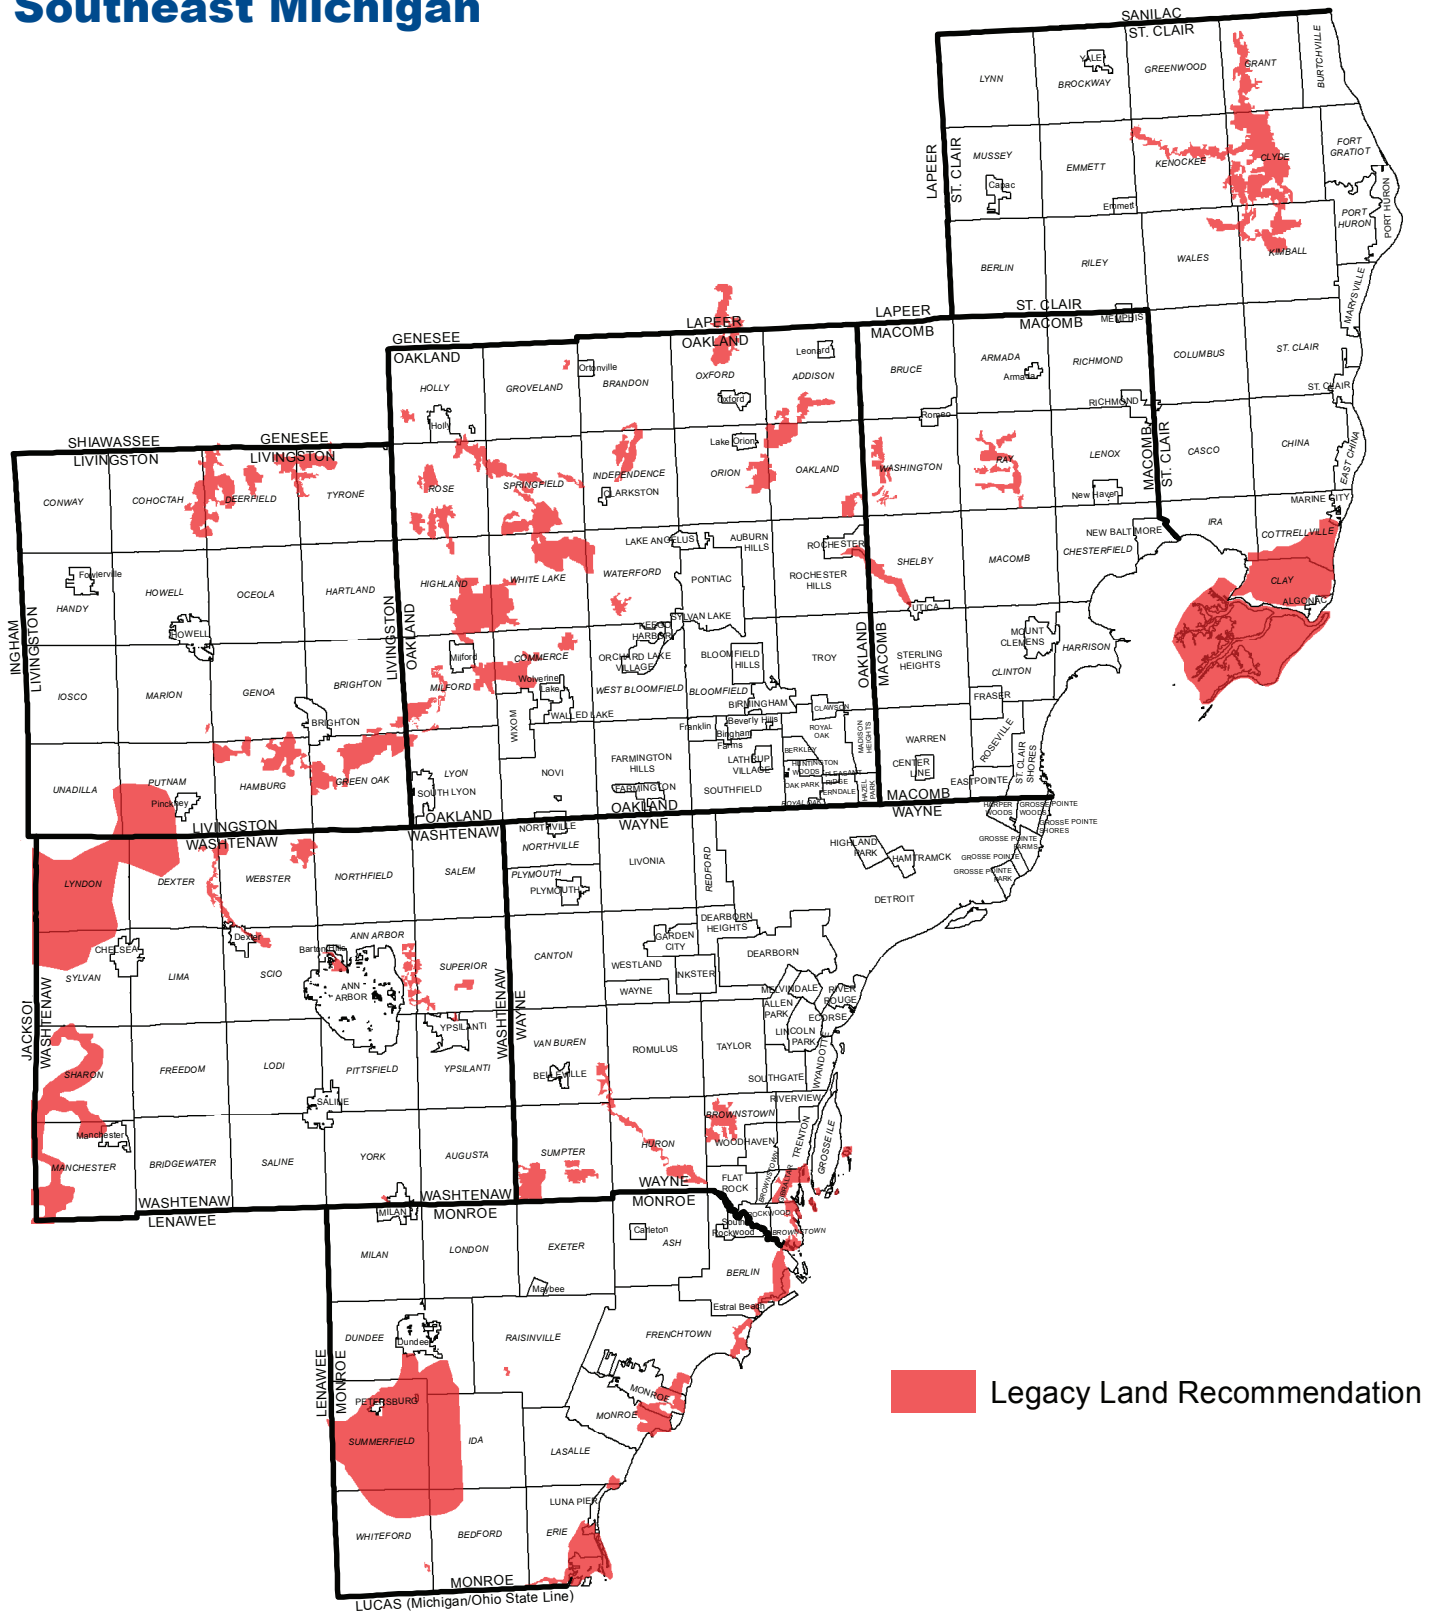 Southeast Michigan
SANILAC
ST. CLAIR
LYNN
YALE
BROCKWAY
GREENWOOD
GRANT
BURTCHVILLE
LAPEER
ST. CLAIR
MUSSEY
Capac
EMMETT
Emmett
KENOCKEE
CLYDE
FORT
GRATIOT
PORT
HURON
PORT HURON
BERLIN
RILEY
WALES
KIMBALL
MARYSVILLE
LAPEER
MACOMB
ST. CLAIR
MACOMB
MEMPHIS
COLUMBUS
ST. CLAIR
ST. CLAIR
GENESEE
OAKLAND
LAPEER
OAKLAND
HOLLY
Holly
GROVELAND
Ortonville
BRANDON
OXFORD
Oxford
Leonard
ADDISON
BRUCE
Romeo
ARMADA
Armada
RICHMOND
RICHMOND
SHIAWASSEE
LIVINGSTON
GENESEE
LIVINGSTON
CONWAY
COHOCTAH
DEERFIELD
TYRONE
ROSE
SPRINGFIELD
INDEPENDENCE
CLARKSTON
Lake Orion
ORION
OAKLAND
WASHINGTON
RAY
LENOX
New Haven
MACOMB
ST. CLAIR
CASCO
CHINA
EAST CHINA
MARINE CITY
IRA
COTTRELLVILLE
CLAY
ALGONAC
Fowlerville
HANDY
HOWELL
HOWELL
OCEOLA
HARTLAND
LIVINGSTON
OAKLAND
HIGHLAND
WHITE LAKE
WATERFORD
LAKE ANGELUS
AUBURN
HILLS
PONTIAC
ROCHESTER
ROCHESTER
HILLS
SHELBY
UTICA
MACOMB
NEW BALTIMORE
CHESTERFIELD
INGHAM
LIVINGSTON
IOSCO
MARION
GENOA
BRIGHTON
BRIGHTON
Milford
MILFORD
COMMERCE
Wolverine
Lake
WALLED LAKE
WIXOM
SYLVAN LAKE
KEEGO
HARBOR
ORCHARD LAKE
VILLAGE
WEST BLOOMFIELD
BLOOMFIELD
HILLS
BLOOMFIELD
BIRMINGHAM
TROY
OAKLAND
MACOMB
STERLING
HEIGHTS
MOUNT
CLEMENS
HARRISON
CLINTON
FRASER
UNADILLA
PUTNAM
Pinckney
HAMBURG
GREEN OAK
LYON
SOUTH LYON
NOVI
FARMINGTON
HILLS
FARMINGTON
Franklin
Bingham
Farms
Beverly Hills
LATHRUP
VILLAGE
SOUTHFIELD
CLAWSON
ROYAL
OAK
MADISON
HEIGHTS
BERKLEY
HUNTINGTON
WOODS
PLEASANT
RIDGE
OAK PARK
FERNDALE
HAZEL
PARK
ROYAL OAK
WARREN
CENTER
LINE
ROSEVILLE
EASTPOINTE
ST. CLAIR
SHORES
LIVINGSTON
WASHTENAW
OAKLAND
WASHTENAW
OAKLAND
WAYNE
MACOMB
WAYNE
HARPER
WOODS
GROSSE POINTE
WOODS
GROSSE POINTE
SHORES
GROSSE POINTE
FARMS
GROSSE POINTE
GROSSE POINTE
PARK
LYNDON
DEXTER
WEBSTER
NORTHFIELD
SALEM
NORTHVILLE
NORTHVILLE
PLYMOUTH
PLYMOUTH
LIVONIA
REDFORD
HIGHLAND
PARK
HAMTRAMCK
DETROIT
CHELSEA
SYLVAN
LIMA
Dexter
SCIO
Barton Hills
ANN ARBOR
ANN
ARBOR
SUPERIOR
WASHTENAW
WAYNE
CANTON
GARDEN
CITY
WESTLAND
WAYNE
INKSTER
DEARBORN
HEIGHTS
DEARBORN
MELVINDALE
ALLEN
PARK
RIVER
ROUGE
ECORSE
LINCOLN
PARK
WYANDOTTE
WASHTENAW
SHARON
FREEDOM
LODI
PITTSFIELD
YPSILANTI
YPSILANTI
VAN BUREN
BELLEVILLE
ROMULUS
TAYLOR
SOUTHGATE
RIVERVIEW
SALINE
Manchester
MANCHESTER
BRIDGEWATER
SALINE
YORK
AUGUSTA
SUMPTER
HURON
BROWNSTOWN
WOODHAVEN
TRENTON
GROSSE ILE
FLAT
ROCK
BROWNSTOWN
GIBRALTAR
ROCKWOOD
BROWNSTOWN
WASHTENAW
LENAWEE
WASHTENAW
MONROE
WAYNE
MONROE
MILAN
MILAN
LONDON
EXETER
Maybee
Carleton
ASH
South
Rockwood
BERLIN
Estral Beach
LENAWEE
MONROE
DUNDEE
Dundee
RAISINVILLE
FRENCHTOWN
MONROE
MONROE
PETERSBURG
SUMMERFIELD
IDA
LASALLE
LUNA PIER
WHITEFORD
BEDFORD
ERIE
MONROE
LUCAS (Michigan/Ohio State Line)
Legacy Land Recommendation